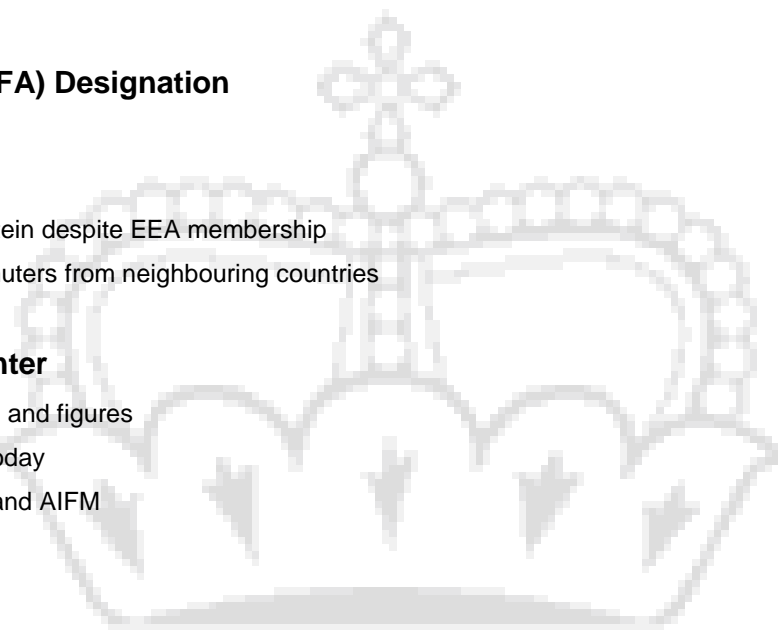 FA) Designation
ein despite EEA membership
uters from neighbouring countries
nter
and figures
oday
and AIFM